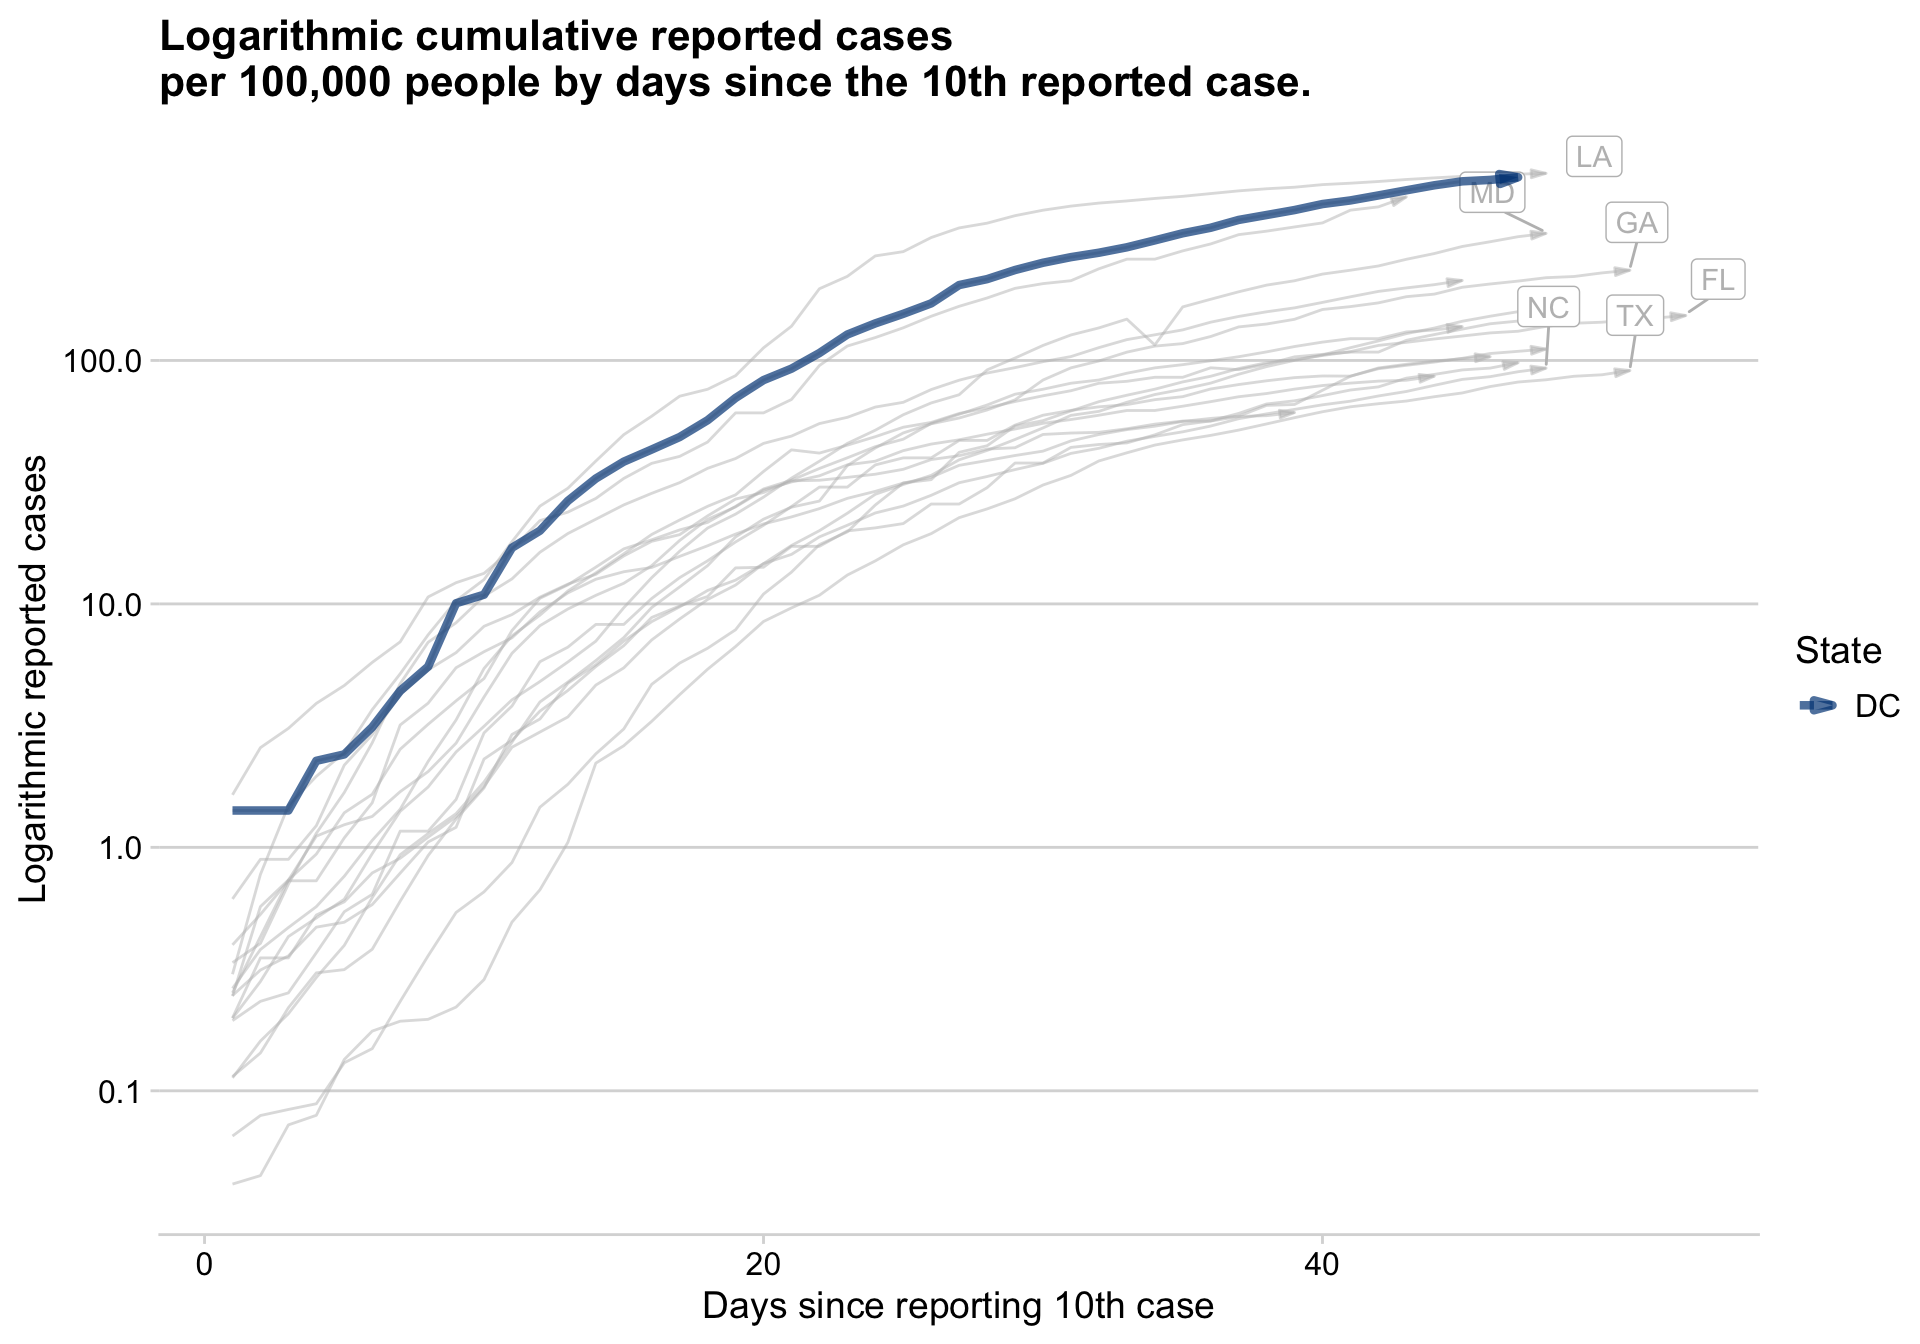 Logarithmic cumulative reported cases
per 100,000 people by days since the 10th reported case.
LA
MD
GA
FL
NC
TX
100.0
10.0
1.0
0.1
Logarithmic reported cases
State
DC
0
20
40
Days since reporting 10th case